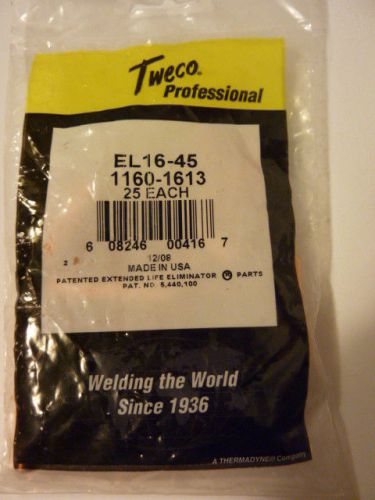 Tweco®
Professional
EL16-45
1160-1613
25 EACH
6 08246 00416 7
2 12/08
MADE IN USA
PATENTED EXTENDED LIFE ELIMINATOR PARTS
PAT. NO. 5,440,100
Welding the World
Since 1936
A THERMADYNE® Company